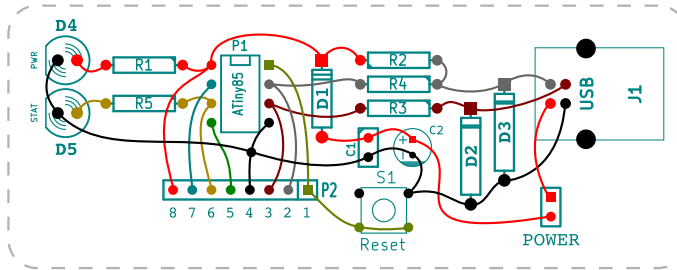 D4
PWR
R1
P1
ATiny85
D1
R2
R4
R3
USB
J1
STAT
R5
D5
C1
C2
D2
D3
S1
P2
8 7 6 5 4 3 2 1
Reset
POWER